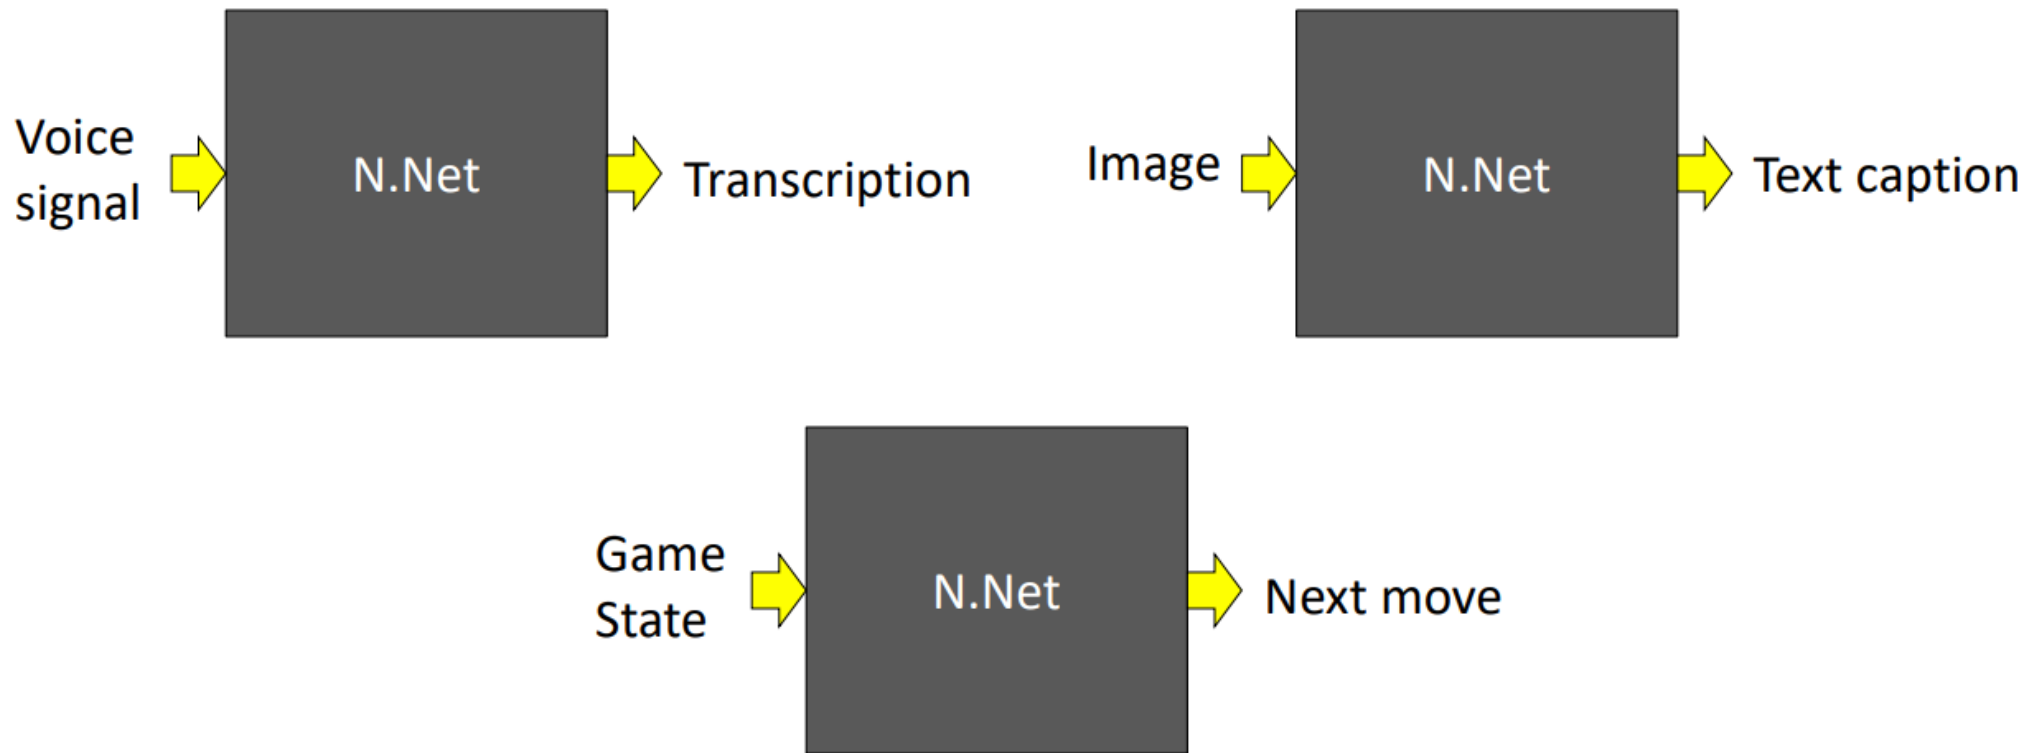 Voice
signal
N.Net
Transcription
Image
N.Net
Text caption
Game
State
N.Net
Next move